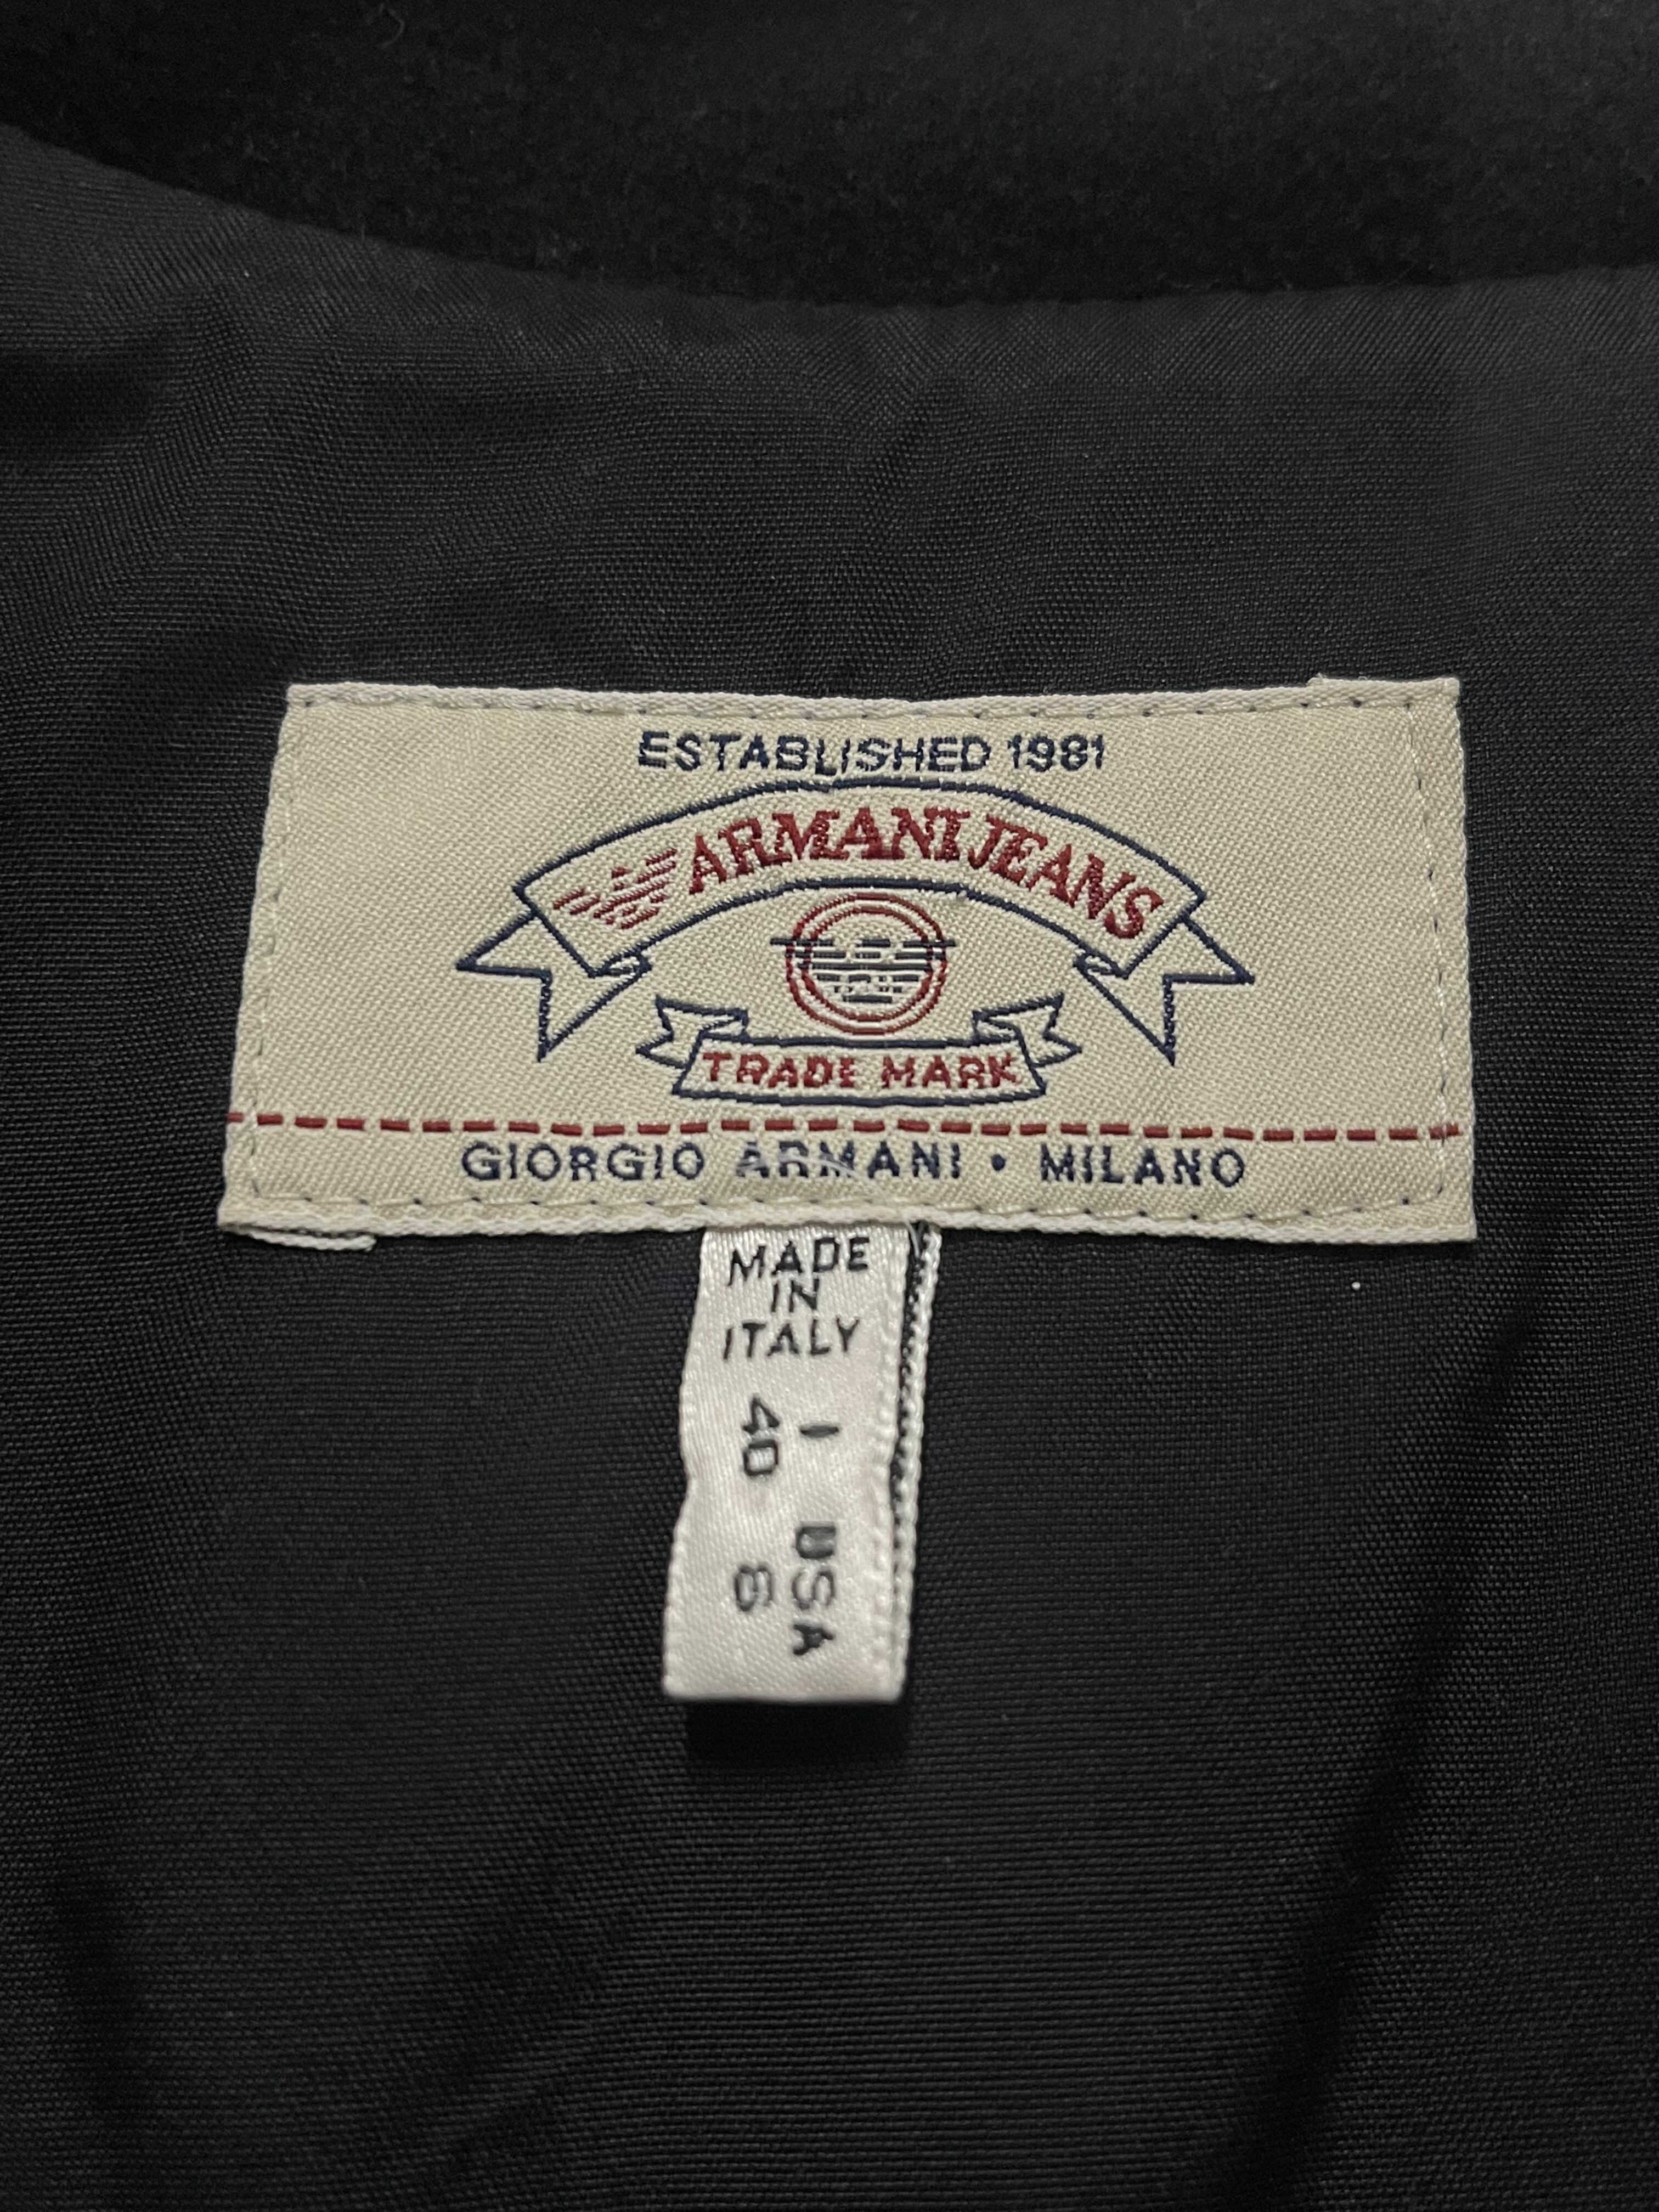 ESTABLISHED 1981
ARMANI JEANS
TRADE MARK
GIORGIO ARMANI • MILANO
MADE
IN
ITALY
I USA
40 6